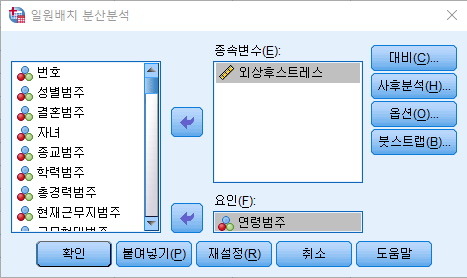 일원배치 분산분석
번호
성별범주
결혼범주
자녀
종교범주
학력범주
총경력범주
현재근무지범주
종속변수(E):
외상후스트레스
요인(F):
연령범주
대비(C)...
사후분석(H)...
옵션(O)...
붓스트랩(B)...
확인
붙여넣기(P)
재설정(R)
취소
도움말